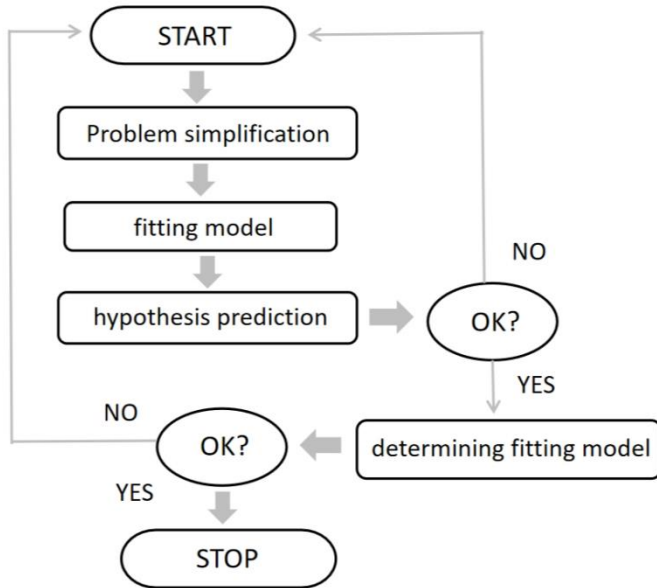 START
Problem simplification
fitting model
hypothesis prediction
OK?
NO
YES
determining fitting model
OK?
NO
YES
STOP